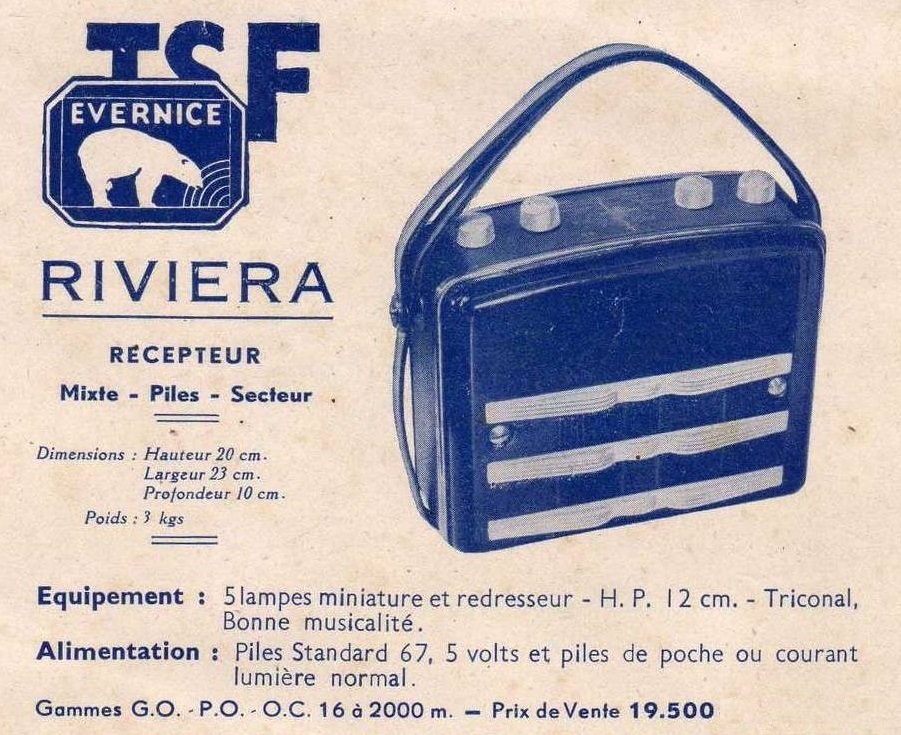 TSF
EVERNICE
RIVIERA
RÉCEPTEUR
Mixte - Piles - Secteur
Dimensions : Hauteur 20 cm.
Largeur 23 cm.
Profondeur 10 cm.
Poids : 3 kgs
Equipement : 5 lampes miniature et redresseur - H. P. 12 cm. - Triconal,
Bonne musicalité.
Alimentation : Piles Standard 67, 5 volts et piles de poche ou courant
lumière normal.
Gammes G.O. - P.O. - O.C. 16 à 2000 m. — Prix de Vente 19.500